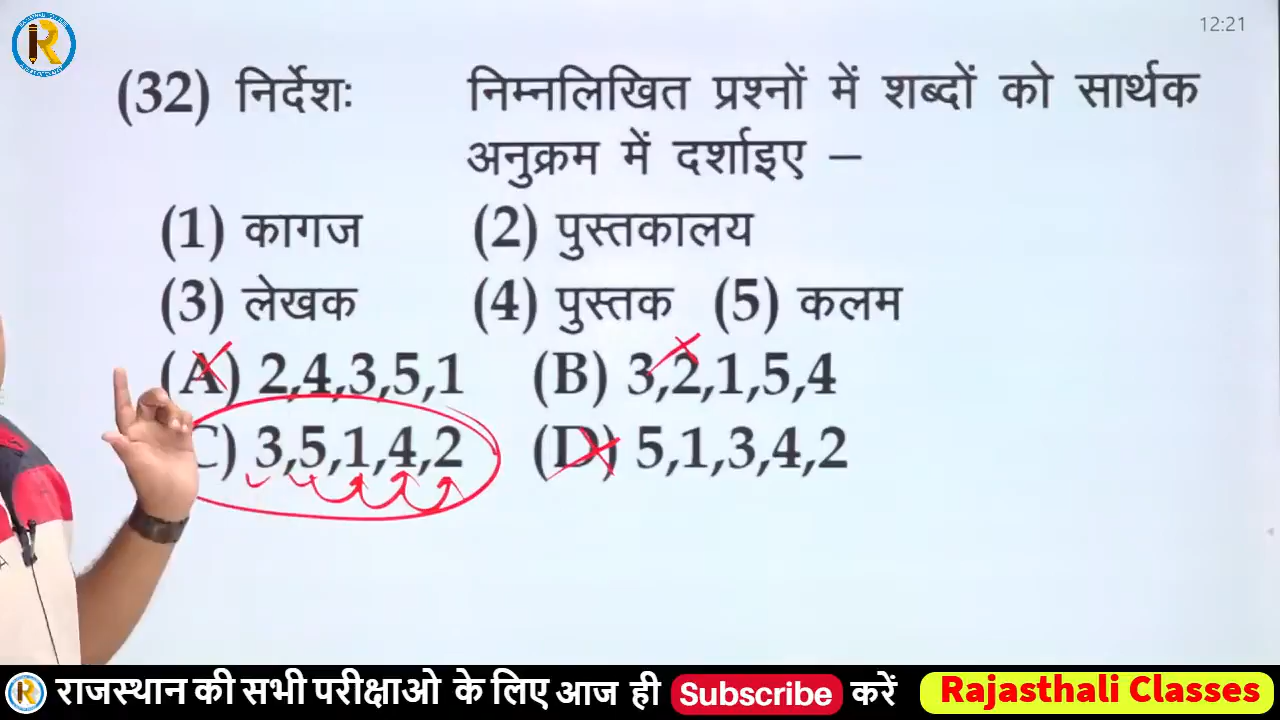 12:21
(32) निर्देशः निम्नलिखित प्रश्नों में शब्दों को सार्थक
अनुक्रम में दर्शाइए –
(1) कागज (2) पुस्तकालय
(3) लेखक (4) पुस्तक (5) कलम
(A) 2,4,3,5,1 (B) 3,2,1,5,4
C) 3,5,1,4,2 (D) 5,1,3,4,2
राजस्थान की सभी परीक्षाओ के लिए आज ही Subscribe करें Rajasthali Classes